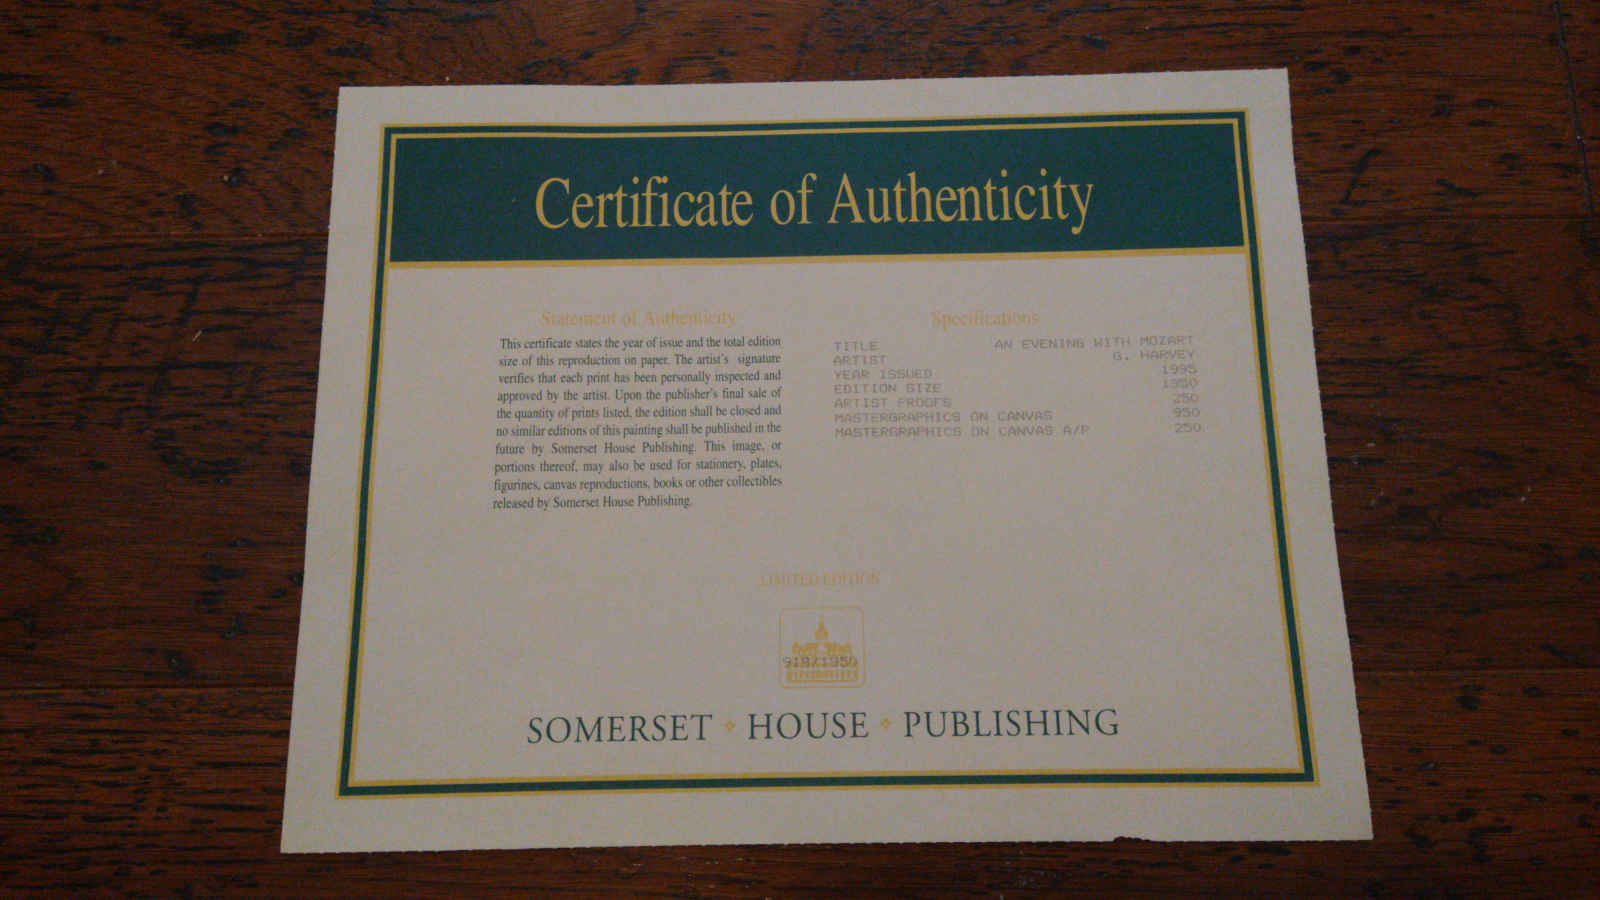 Certificate of Authenticity
Statement of Authenticity
This certificate states the year of issue and the total edition
size of this reproduction on paper. The artist's signature
verifies that each print has been personally inspected and
approved by the artist. Upon the publisher's final sale of
the quantity of prints listed, the edition shall be closed and
no similar editions of this painting shall be published in the
future by Somerset House Publishing. This image, or
portions thereof, may also be used for stationery, plates,
figurines, canvas reproductions, books or other collectibles
released by Somerset House Publishing.
Specifications
TITLE AN EVENING WITH MOZART
ARTIST G. HARVEY
YEAR ISSUED 1995
EDITION SIZE 1950
ARTIST PROOFS 250
MASTERGRAPHICS ON CANVAS 950
MASTERGRAPHICS ON CANVAS A/P 250
LIMITED EDITION
918/1950
SOMERSET HOUSE PUBLISHING